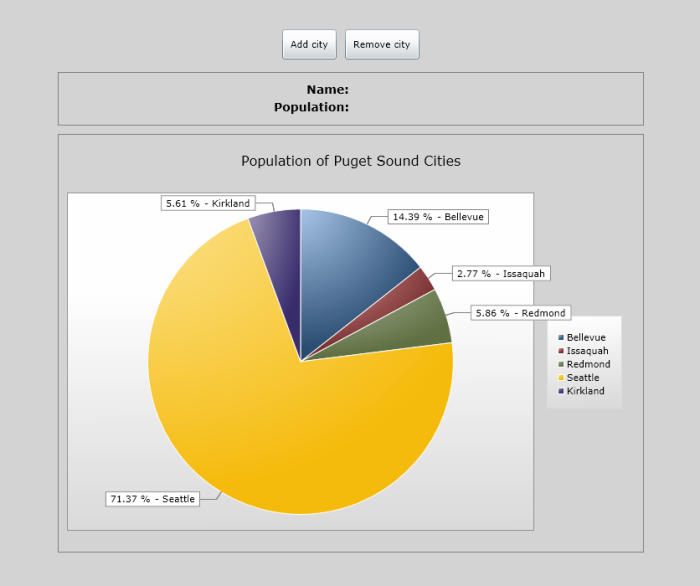 Add city
Remove city
Name:
Population:
Population of Puget Sound Cities
5.61 % - Kirkland
14.39 % - Bellevue
2.77 % - Issaquah
5.86 % - Redmond
71.37 % - Seattle
Bellevue
Issaquah
Redmond
Seattle
Kirkland